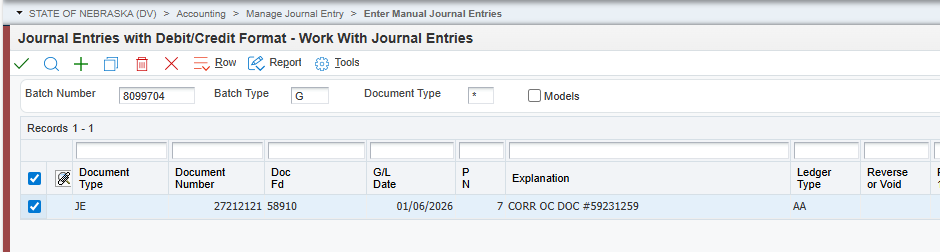 STATE OF NEBRASKA (DV) > Accounting > Manage Journal Entry > Enter Manual Journal Entries
Journal Entries with Debit/Credit Format - Work With Journal Entries
Row Report Tools
Batch Number 8099704 Batch Type G Document Type * Models
Records 1 - 1
Document Type Document Number Doc Fd G/L Date P N Explanation Ledger Type Reverse or Void
JE 27212121 58910 01/06/2026 7 CORR OC DOC #59231259 AA